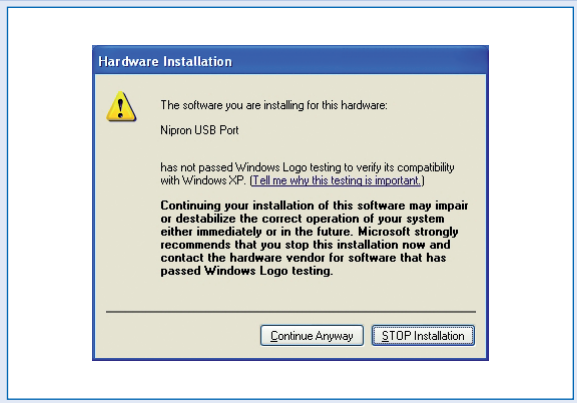 Hardware Installation
The software you are installing for this hardware:
Nipron USB Port
has not passed Windows Logo testing to verify its compatibility
with Windows XP. (Tell me why this testing is important.)
Continuing your installation of this software may impair
or destabilize the correct operation of your system
either immediately or in the future. Microsoft strongly
recommends that you stop this installation now and
contact the hardware vendor for software that has
passed Windows Logo testing.
Continue Anyway
STOP Installation